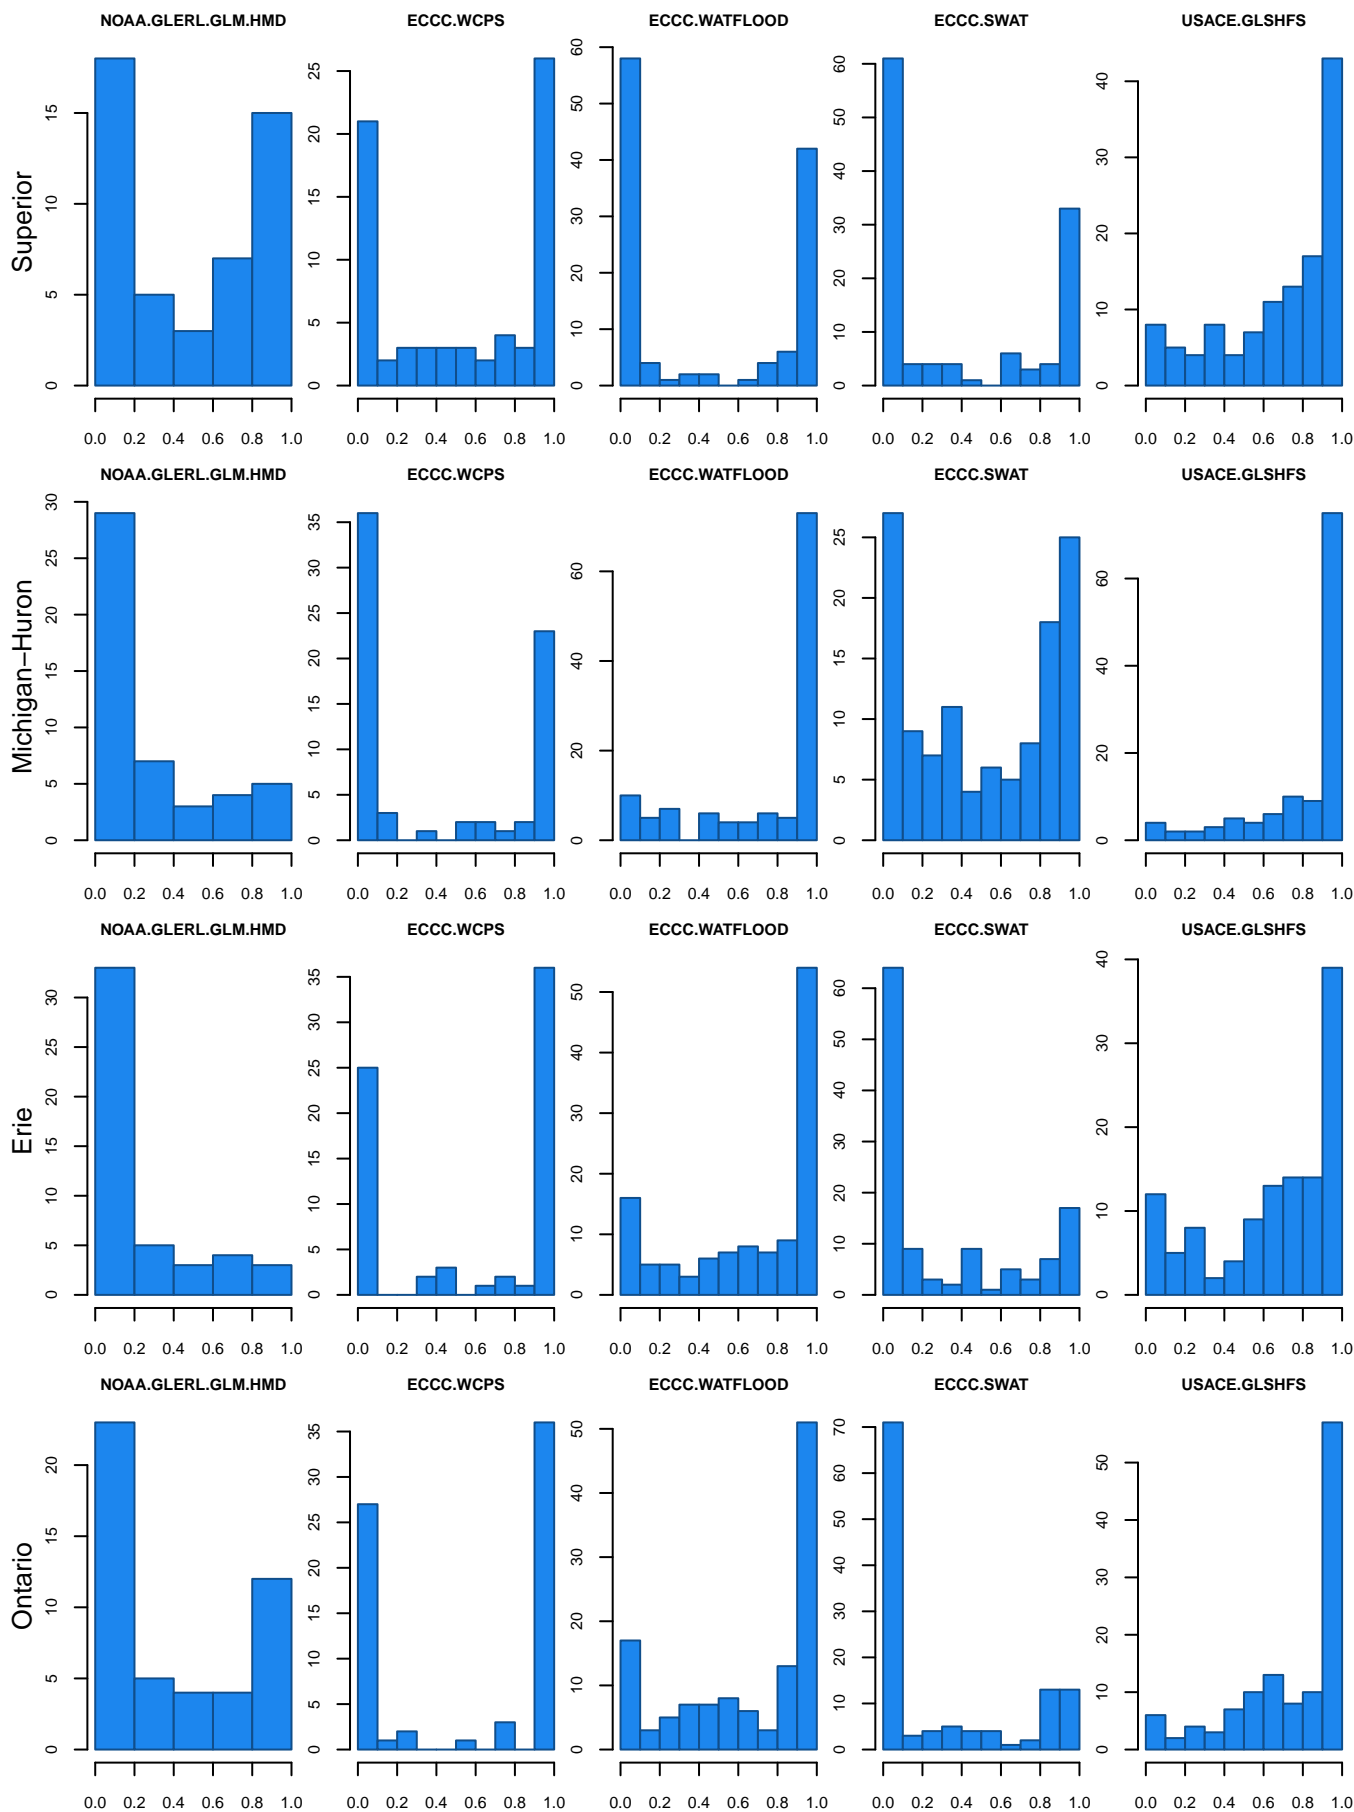 NOAA.GLERL.GLM.HMD ECCC.WCPS ECCC.WATFLOOD ECCC.SWAT USACE.GLSHFS
Superior
0 5 10 15
0 5 10 15 20 25
0 10 20 30 40 50 60
0 10 20 30 40 50 60
0 10 20 30 40
0.0 0.2 0.4 0.6 0.8 1.0 0.0 0.2 0.4 0.6 0.8 1.0 0.0 0.2 0.4 0.6 0.8 1.0 0.0 0.2 0.4 0.6 0.8 1.0 0.0 0.2 0.4 0.6 0.8 1.0
NOAA.GLERL.GLM.HMD ECCC.WCPS ECCC.WATFLOOD ECCC.SWAT USACE.GLSHFS
Michigan−Huron
0 5 10 15 20 25 30
0 5 10 15 20 25 30 35
0 20 40 60
0 5 10 15 20 25
0 20 40 60
0.0 0.2 0.4 0.6 0.8 1.0 0.0 0.2 0.4 0.6 0.8 1.0 0.0 0.2 0.4 0.6 0.8 1.0 0.0 0.2 0.4 0.6 0.8 1.0 0.0 0.2 0.4 0.6 0.8 1.0
NOAA.GLERL.GLM.HMD ECCC.WCPS ECCC.WATFLOOD ECCC.SWAT USACE.GLSHFS
Erie
0 5 10 15 20 25 30
0 5 10 15 20 25 30 35
0 10 20 30 40 50
0 10 20 30 40 50 60
0 10 20 30 40
0.0 0.2 0.4 0.6 0.8 1.0 0.0 0.2 0.4 0.6 0.8 1.0 0.0 0.2 0.4 0.6 0.8 1.0 0.0 0.2 0.4 0.6 0.8 1.0 0.0 0.2 0.4 0.6 0.8 1.0
NOAA.GLERL.GLM.HMD ECCC.WCPS ECCC.WATFLOOD ECCC.SWAT USACE.GLSHFS
Ontario
0 5 10 15 20
0 5 10 15 20 25 30 35
0 10 20 30 40 50
0 10 20 30 40 50 60 70
0 10 20 30 40 50
0.0 0.2 0.4 0.6 0.8 1.0 0.0 0.2 0.4 0.6 0.8 1.0 0.0 0.2 0.4 0.6 0.8 1.0 0.0 0.2 0.4 0.6 0.8 1.0 0.0 0.2 0.4 0.6 0.8 1.0